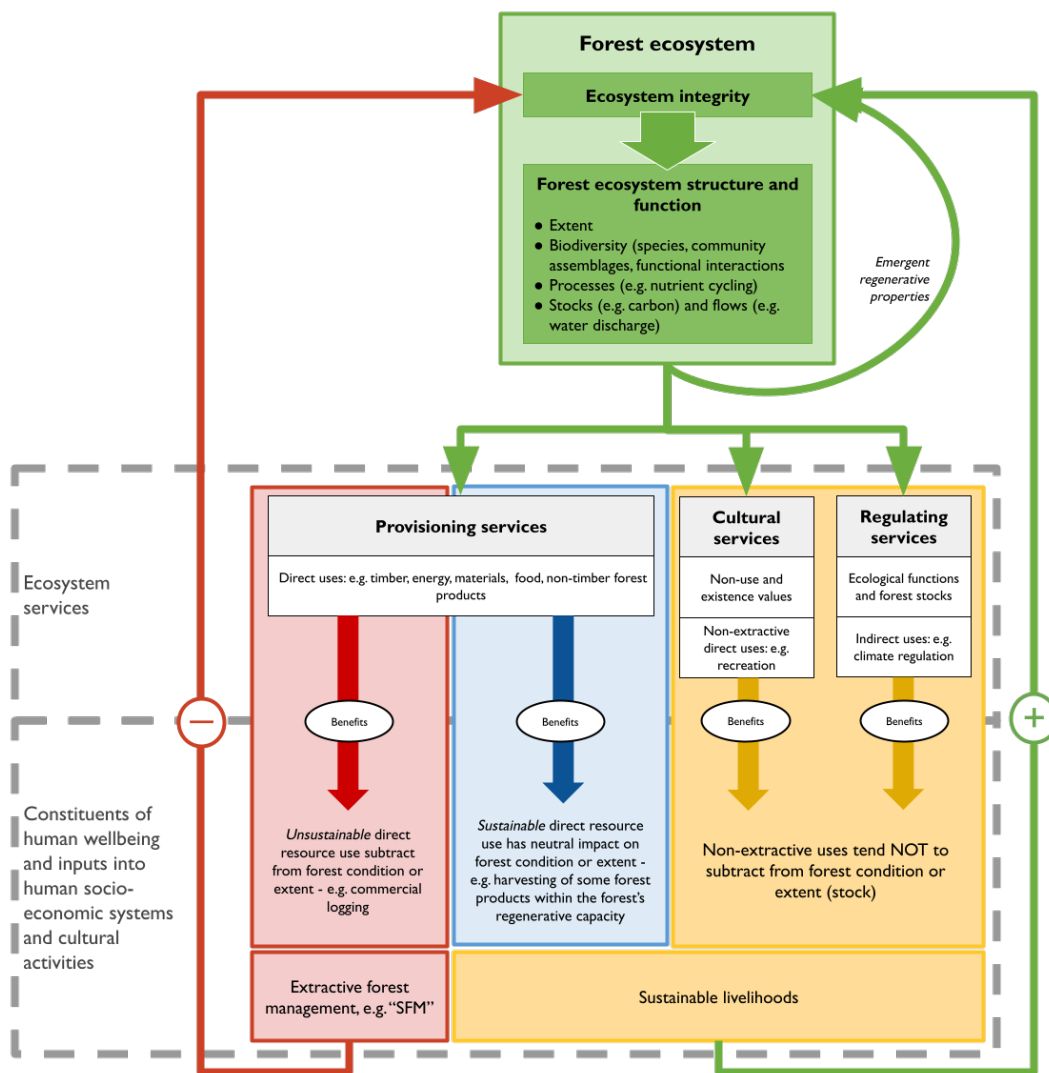 Forest ecosystem
Ecosystem integrity
Forest ecosystem structure and
function
● Extent
● Biodiversity (species, community
assemblages, functional interactions
● Processes (e.g. nutrient cycling)
● Stocks (e.g. carbon) and flows (e.g.
water discharge)
Emergent
regenerative
properties
Ecosystem
services
Provisioning services
Direct uses: e.g. timber, energy, materials, food, non-timber forest
products
Cultural
services
Non-use and
existence values
Non-extractive
direct uses: e.g.
recreation
Regulating
services
Ecological functions
and forest stocks
Indirect uses: e.g.
climate regulation
−
Benefits
Benefits
Benefits
Benefits
+
Constituents of
human wellbeing
and inputs into
human socio-
economic systems
and cultural
activities
Unsustainable direct
resource use subtract
from forest condition or
extent - e.g. commercial
logging
Sustainable direct resource
use has neutral impact on
forest condition or extent -
e.g. harvesting of some forest
products within the forest's
regenerative capacity
Non-extractive uses tend NOT to
subtract from forest condition or
extent (stock)
Extractive forest
management, e.g. “SFM”
Sustainable livelihoods